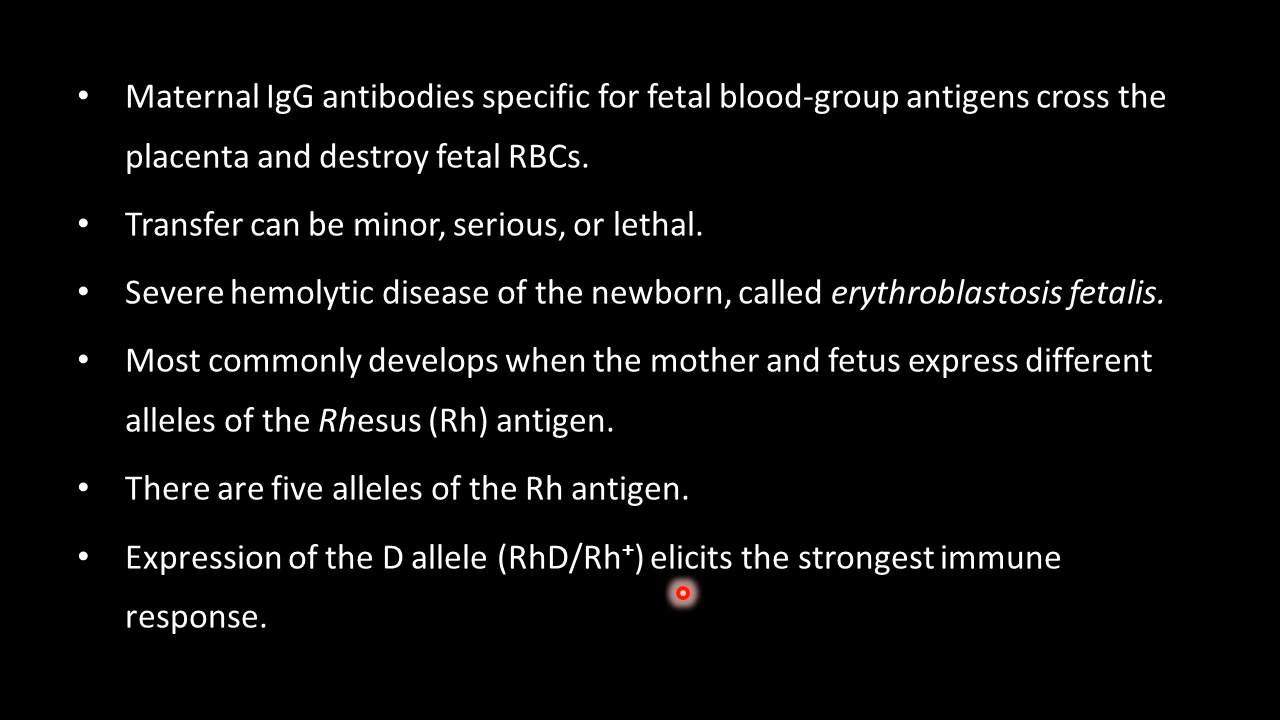 • Maternal IgG antibodies specific for fetal blood-group antigens cross the
placenta and destroy fetal RBCs.
• Transfer can be minor, serious, or lethal.
• Severe hemolytic disease of the newborn, called erythroblastosis fetalis.
• Most commonly develops when the mother and fetus express different
alleles of the Rhesus (Rh) antigen.
• There are five alleles of the Rh antigen.
• Expression of the D allele (RhD/Rh⁺) elicits the strongest immune
response.